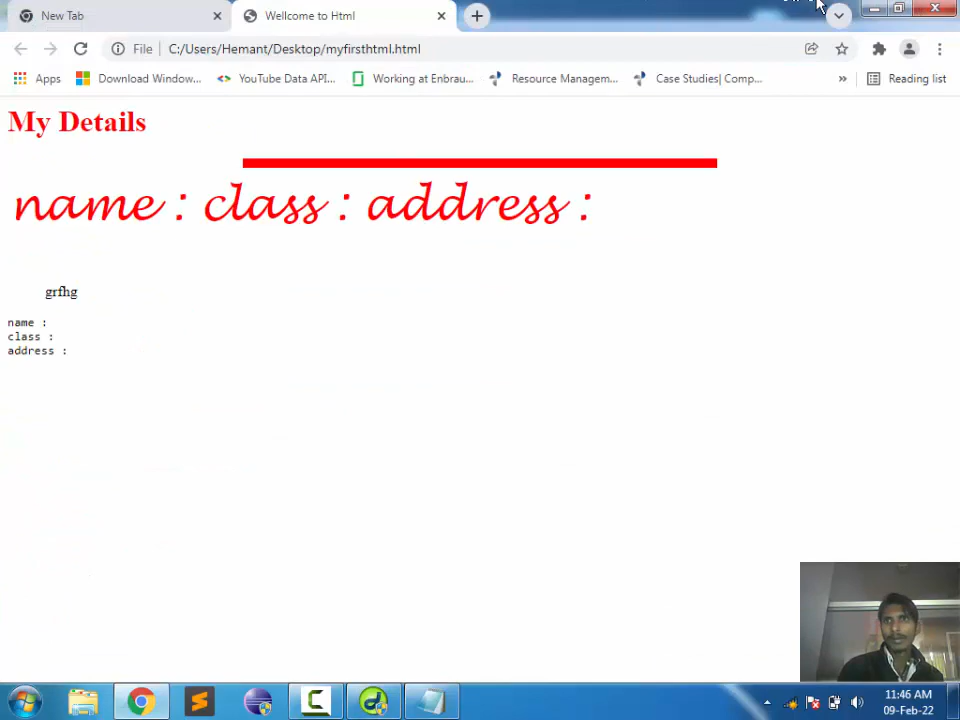 New Tab
Wellcome to Html
File C:/Users/Hemant/Desktop/myfirsthtml.html
Apps
Download Window...
YouTube Data API...
Working at Enbrau...
Resource Managem...
Case Studies| Comp...
»
Reading list
My Details
name : class : address :
grfhg
name :
class :
address :
11:46 AM
09-Feb-22